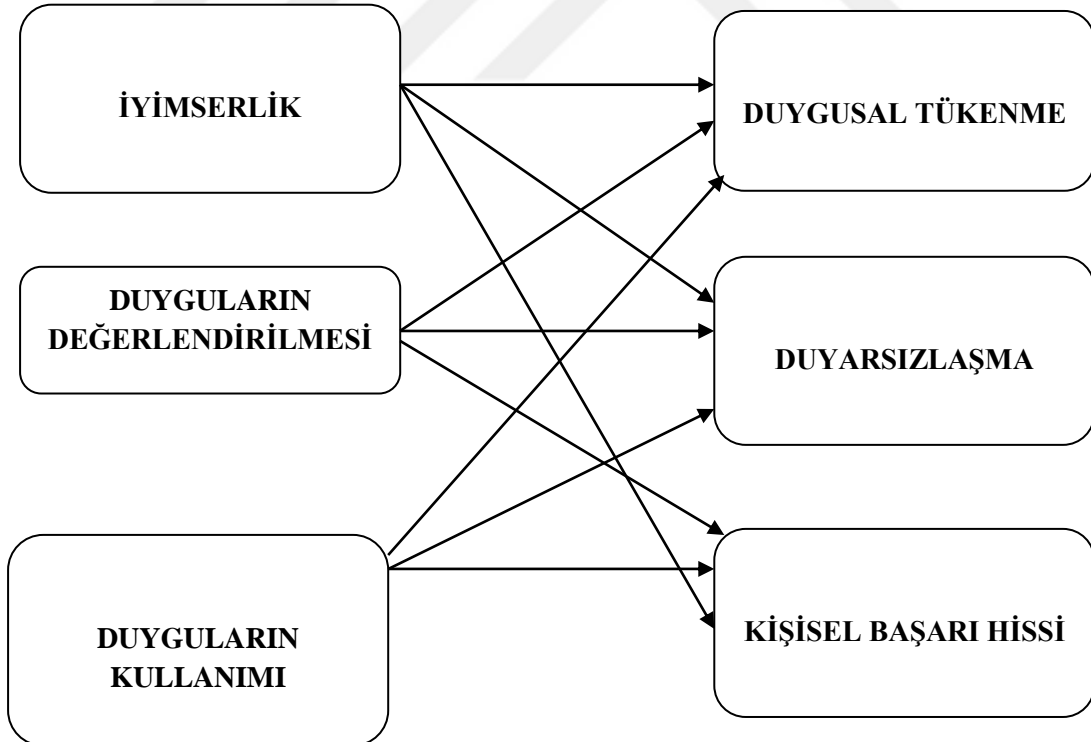 İYİMSERLİK
DUYGUSAL TÜKENME
DUYGULARIN
DEĞERLENDİRİLMESİ
DUYARSIZLAŞMA
DUYGULARIN
KULLANIMI
KİŞİSEL BAŞARI HİSSİ